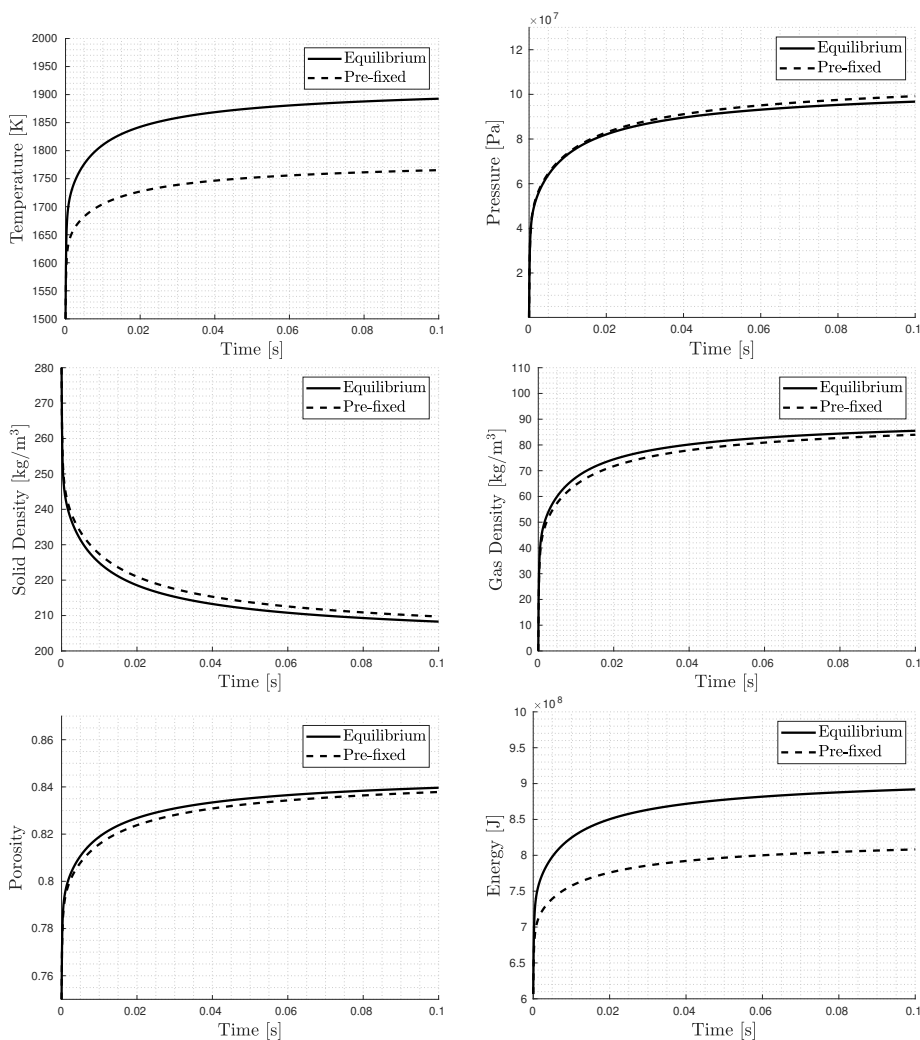 2000
1950
1900
1850
1800
1750
1700
1650
1600
1550
1500
Temperature [K]
Equilibrium
Pre-fixed
0 0.02 0.04 0.06 0.08 0.1
Time [s]
× 10^7
12
10
8
6
4
2
Pressure [Pa]
Equilibrium
Pre-fixed
0 0.02 0.04 0.06 0.08 0.1
Time [s]
280
270
260
250
240
230
220
210
200
Solid Density [kg/m³]
Equilibrium
Pre-fixed
0 0.02 0.04 0.06 0.08 0.1
Time [s]
110
100
90
80
70
60
50
40
30
20
10
0
Gas Density [kg/m³]
Equilibrium
Pre-fixed
0 0.02 0.04 0.06 0.08 0.1
Time [s]
0.86
0.84
0.82
0.8
0.78
0.76
Porosity
Equilibrium
Pre-fixed
0 0.02 0.04 0.06 0.08 0.1
Time [s]
× 10^8
10
9.5
9
8.5
8
7.5
7
6.5
6
Energy [J]
Equilibrium
Pre-fixed
0 0.02 0.04 0.06 0.08 0.1
Time [s]